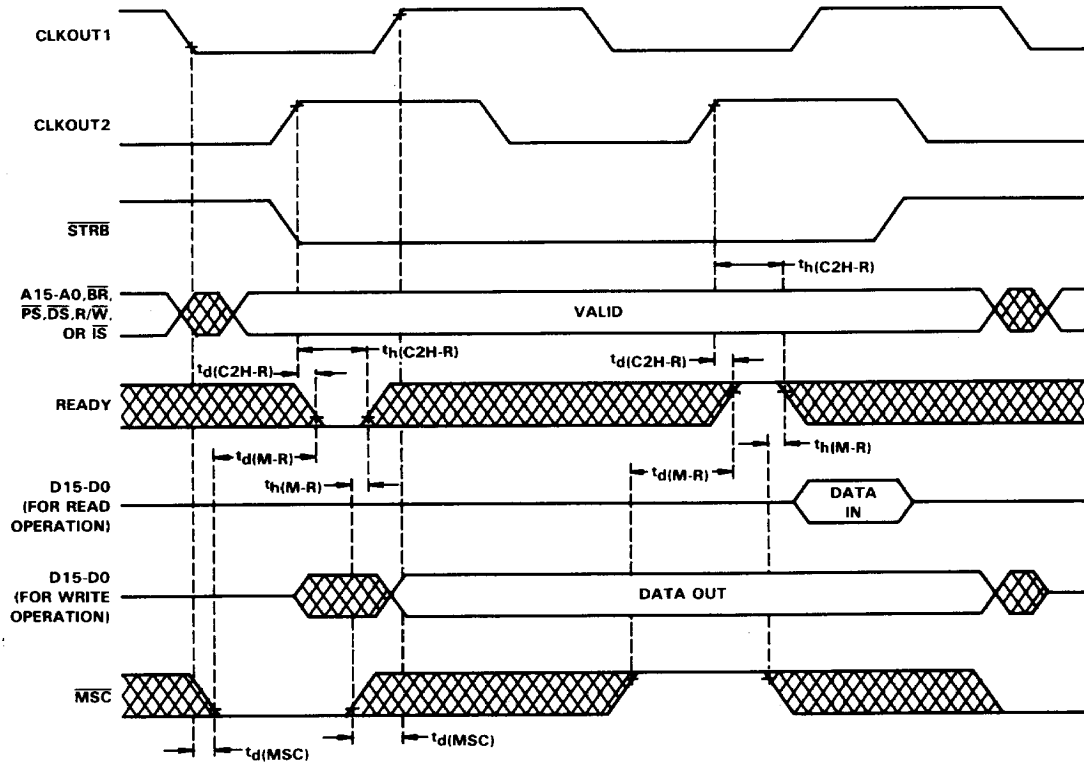 CLKOUT1
CLKOUT2
STRB
th(C2H-R)
A15-A0, BR,
PS, DS, R/W,
OR IS
VALID
th(C2H-R)
td(C2H-R)
td(C2H-R)
READY
th(M-R)
td(M-R)
td(M-R)
th(M-R)
D15-D0
(FOR READ
OPERATION)
DATA
IN
D15-D0
(FOR WRITE
OPERATION)
DATA OUT
MSC
td(MSC)
td(MSC)